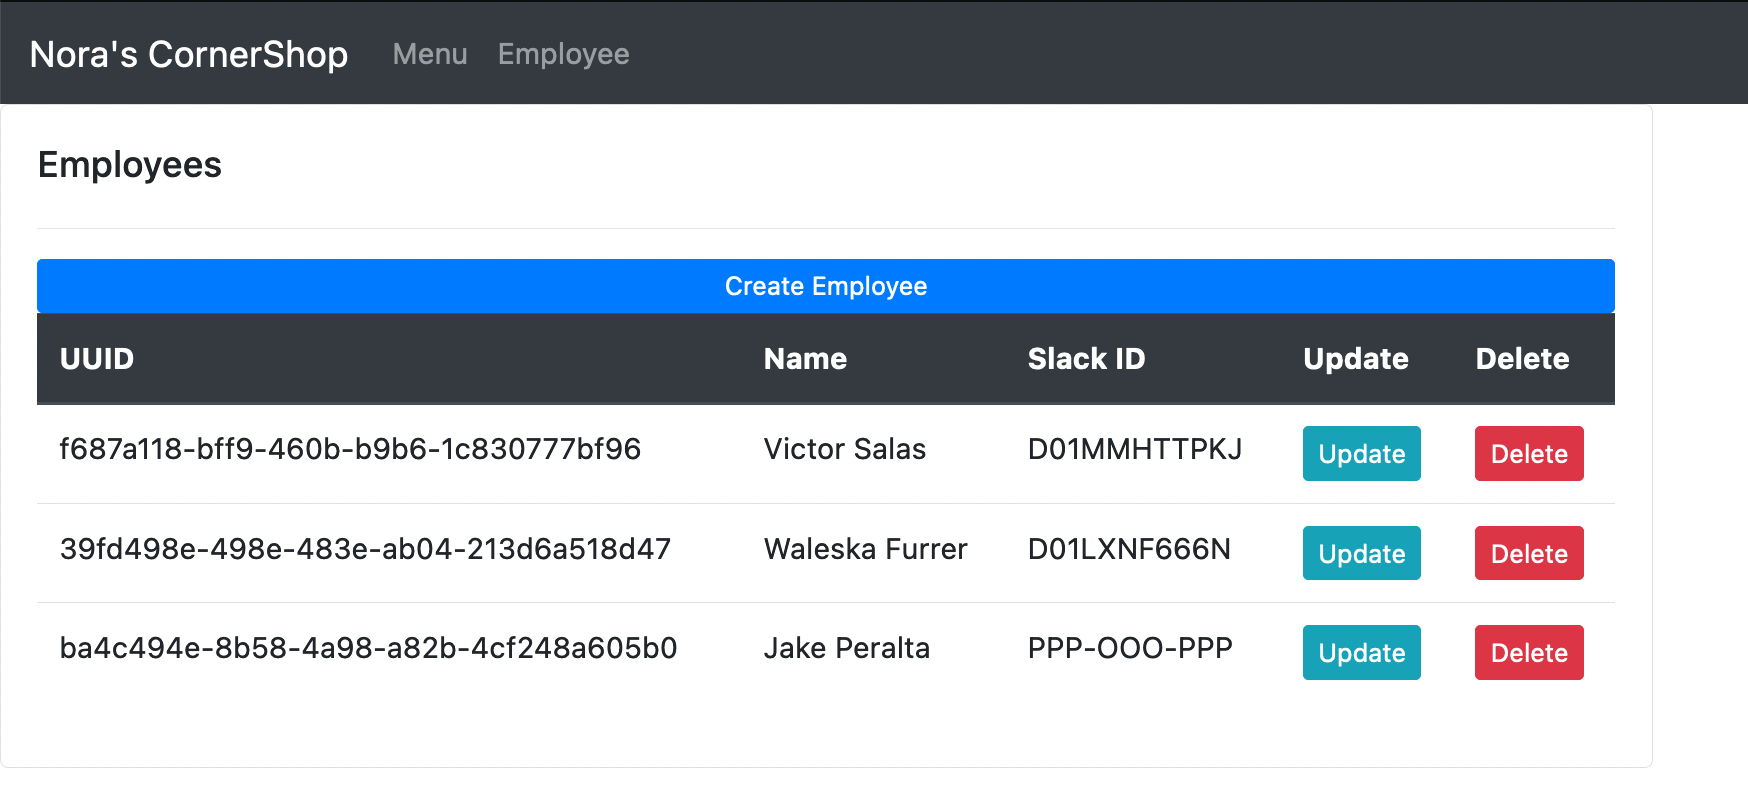 Nora's CornerShop Menu Employee
Employees
Create Employee
UUID Name Slack ID Update Delete
f687a118-bff9-460b-b9b6-1c830777bf96 Victor Salas D01MMHTTPKJ Update Delete
39fd498e-498e-483e-ab04-213d6a518d47 Waleska Furrer D01LXNF666N Update Delete
ba4c494e-8b58-4a98-a82b-4cf248a605b0 Jake Peralta PPP-OOO-PPP Update Delete